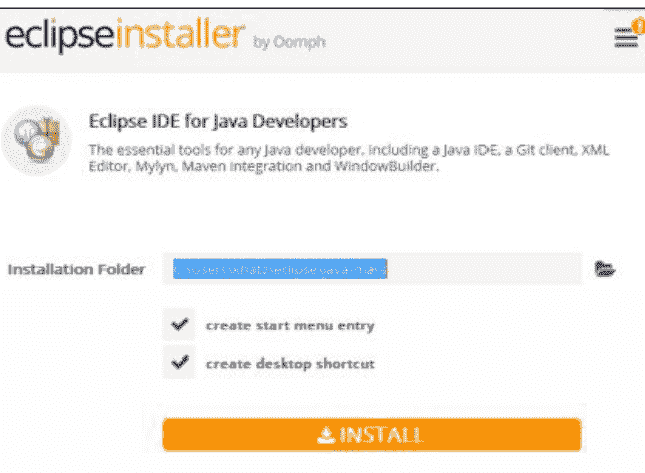 eclipseinstaller by Oomph
Eclipse IDE for Java Developers
The essential tools for any Java developer, including a Java IDE, a Git client, XML
Editor, Mylyn, Maven integration and WindowBuilder.
Installation Folder
create start menu entry
create desktop shortcut
INSTALL